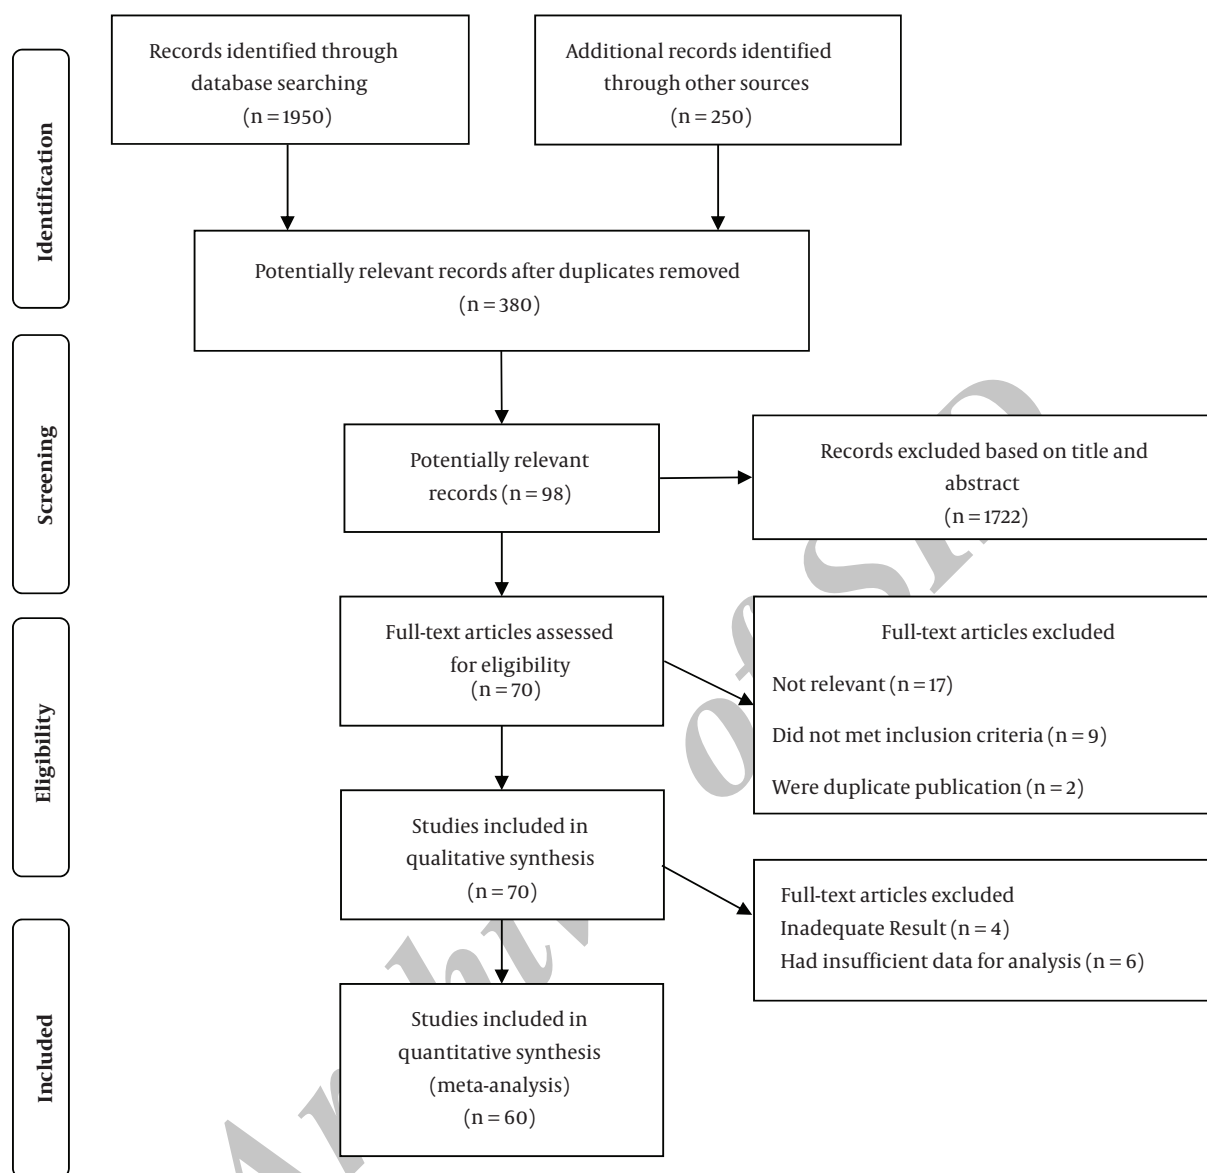 Identification
Records identified through
database searching
(n = 1950)
Additional records identified
through other sources
(n = 250)
Potentially relevant records after duplicates removed
(n = 380)
Screening
Potentially relevant
records (n = 98)
Records excluded based on title and
abstract
(n = 1722)
Eligibility
Full-text articles assessed
for eligibility
(n = 70)
Full-text articles excluded
Not relevant (n = 17)
Did not met inclusion criteria (n = 9)
Were duplicate publication (n = 2)
Studies included in
qualitative synthesis
(n = 70)
Full-text articles excluded
Inadequate Result (n = 4)
Had insufficient data for analysis (n = 6)
Included
Studies included in
quantitative synthesis
(meta-analysis)
(n = 60)
Archive of SID